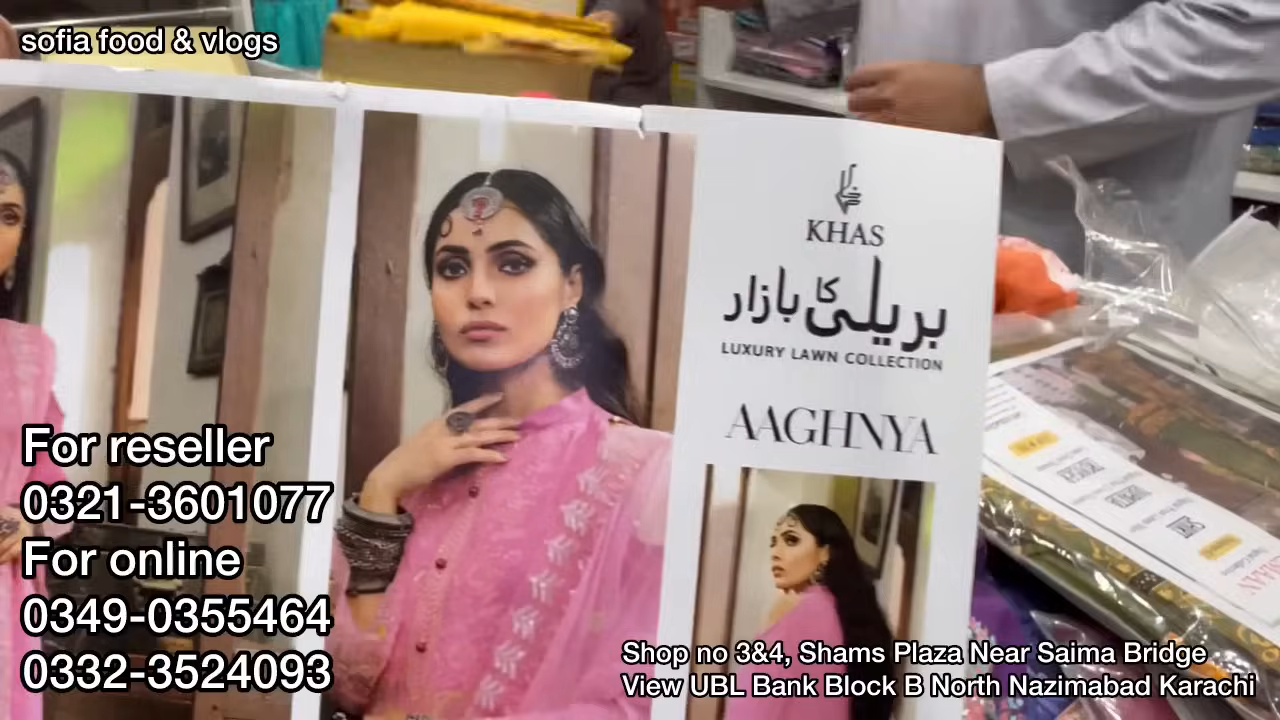 sofia food & vlogs
KHAS
بریلی کا بازار
LUXURY LAWN COLLECTION
AAGHNYA
For reseller
0321-3601077
For online
0349-0355464
0332-3524093
Shop no 3&4, Shams Plaza Near Saima Bridge
View UBL Bank Block B North Nazimabad Karachi